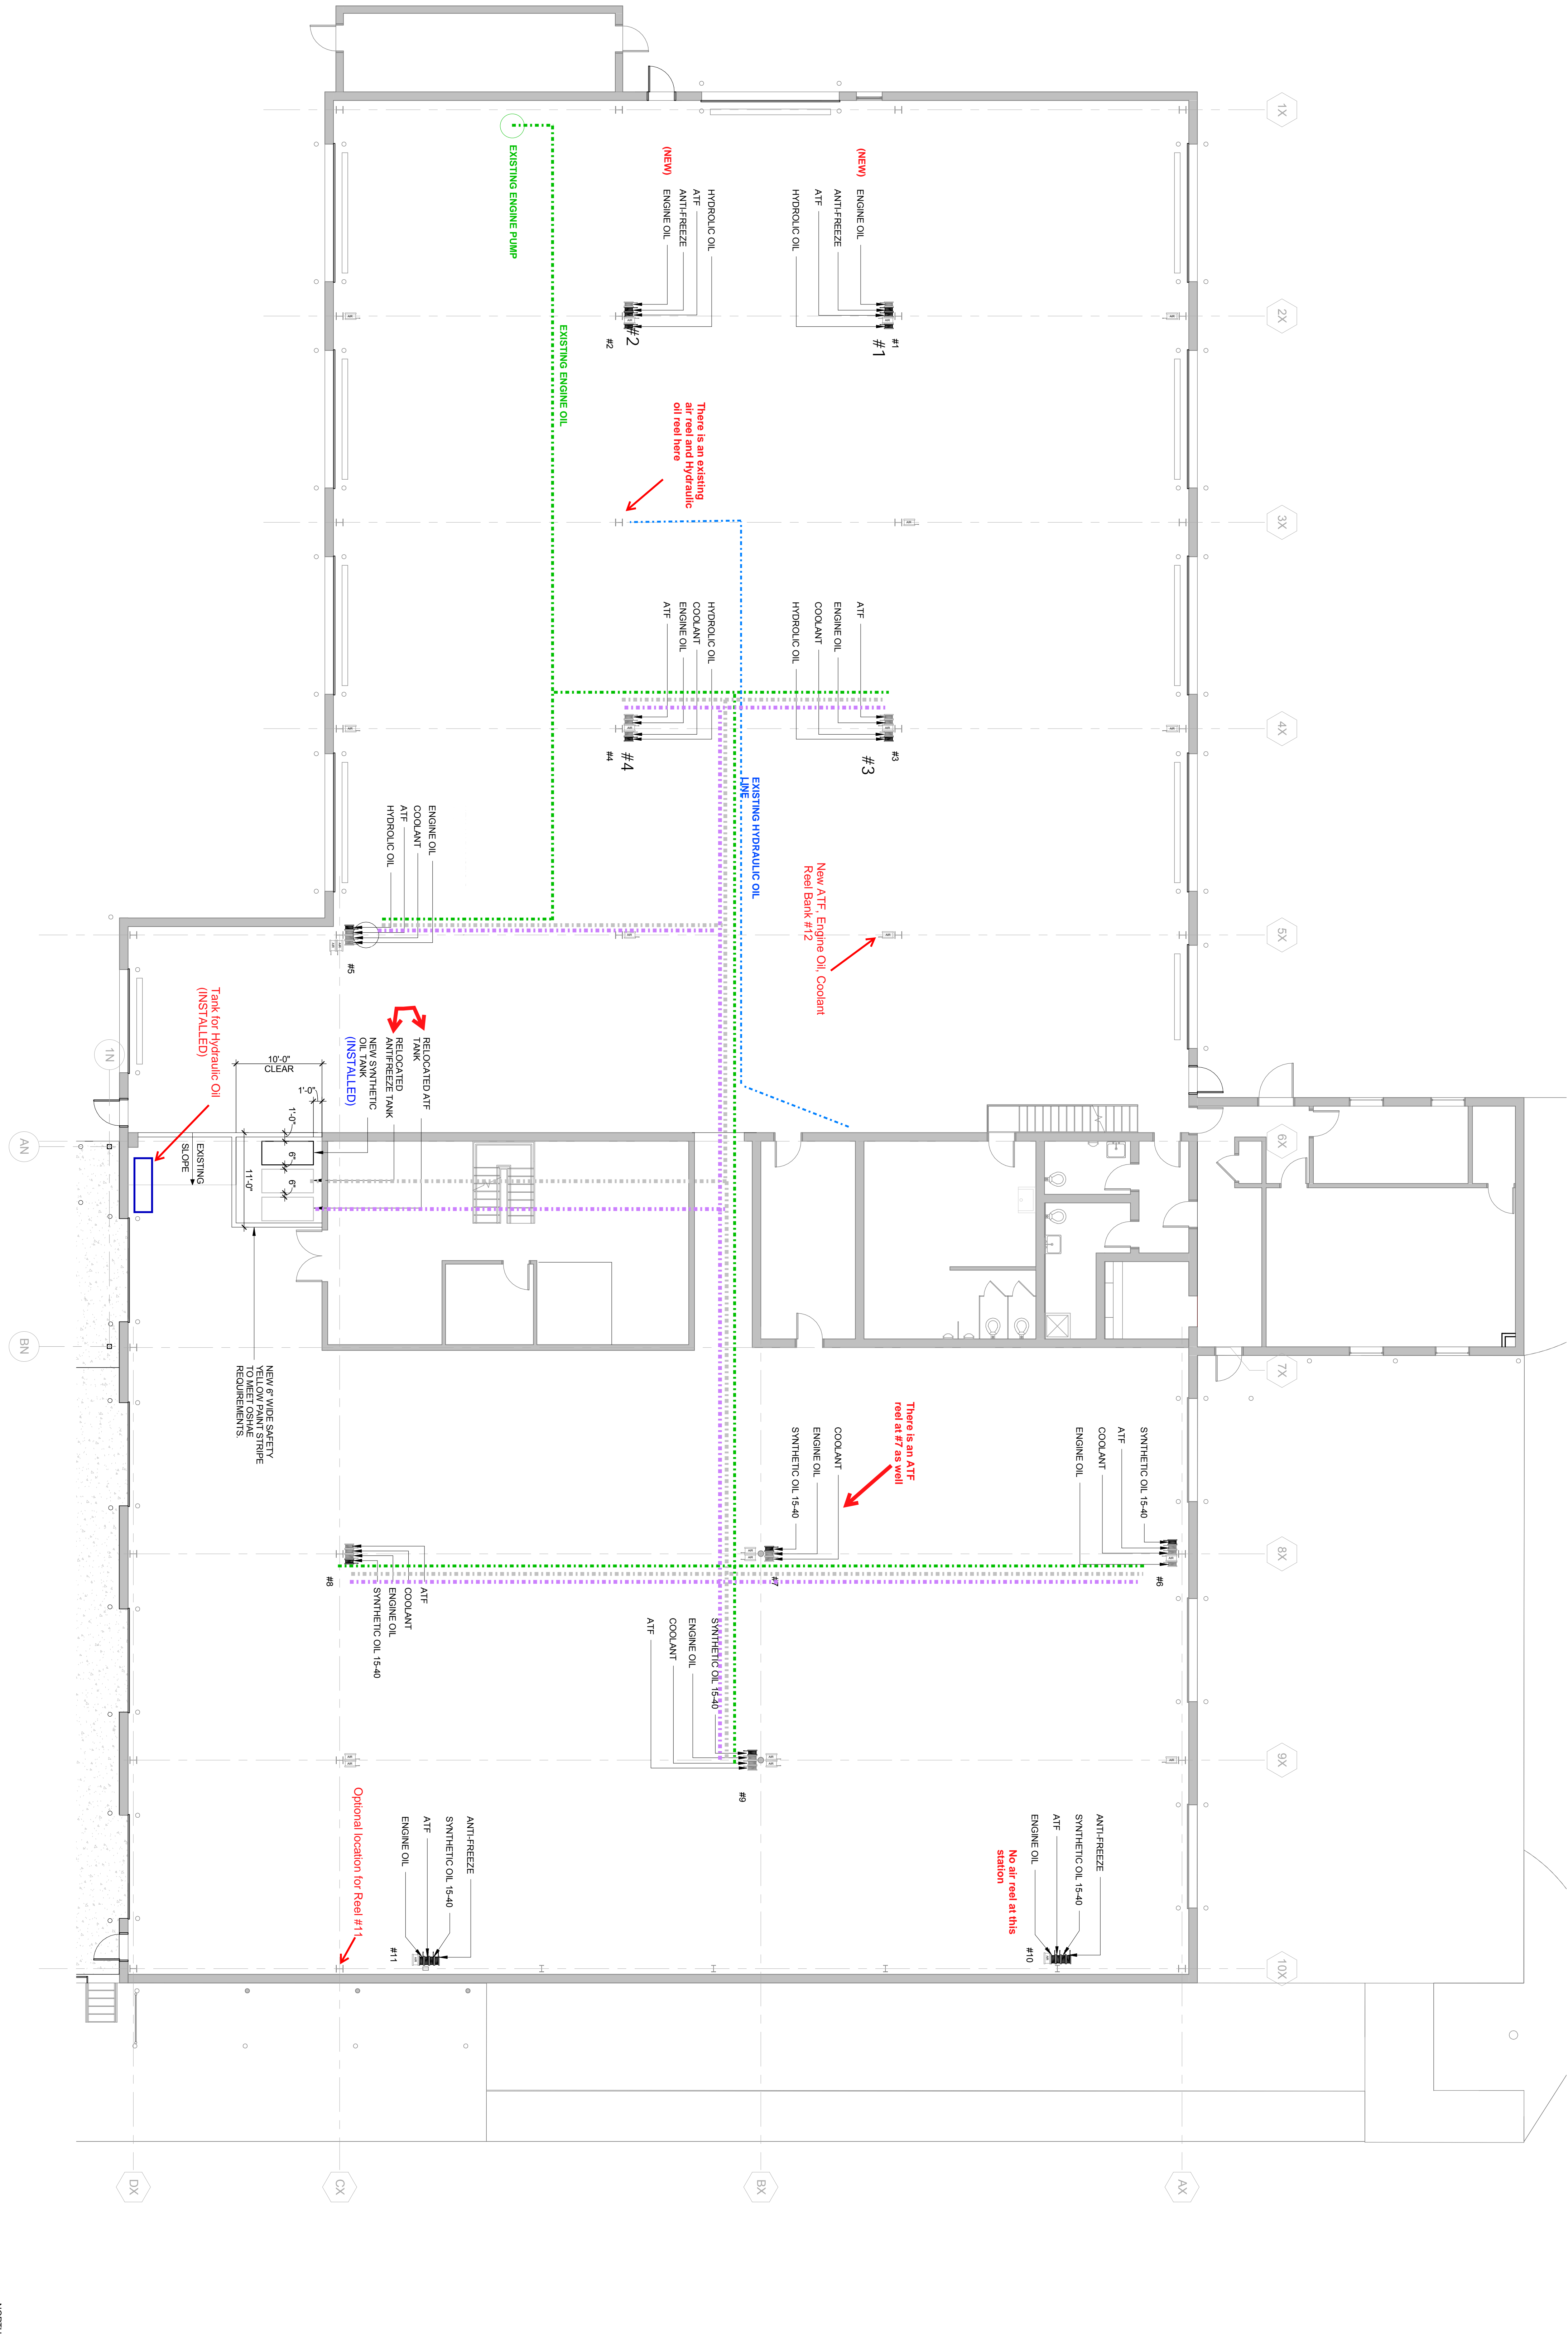 1X
2X
3X
4X
5X
6X
7X
8X
9X
10X
AX
BX
CX
DX
1N
AN
BN
(NEW)
ENGINE OIL
ANTI-FREEZE
ATF
HYDROLIC OIL
#1
#1
(NEW)
HYDROLIC OIL
ATF
ANTI-FREEZE
ENGINE OIL
#2
#2
EXISTING ENGINE PUMP
EXISTING ENGINE OIL
There is an existing
air reel and Hydraulic
oil reel here
ATF
ENGINE OIL
COOLANT
HYDROLIC OIL
#3
#3
HYDROLIC OIL
COOLANT
ENGINE OIL
ATF
#4
#4
EXISTING HYDRAULIC OIL
LINE
New ATF, Engine Oil, Coolant
Reel Bank #12
ENGINE OIL
COOLANT
ATF
HYDROLIC OIL
#5
Tank for Hydraulic Oil
(INSTALLED)
RELOCATED ATF
TANK
RELOCATED
ANTIFREEZE TANK
NEW SYNTHETIC
OIL TANK
(INSTALLED)
10'-0"
CLEAR
1'-0"
1'-0"
6"
6"
11'-0"
EXISTING
SLOPE
NEW 6" WIDE SAFETY
YELLOW PAINT STRIPE
TO MEET OSHAE
REQUIREMENTS.
There is an ATF
reel at #7 as well
SYNTHETIC OIL 15-40
ATF
COOLANT
ENGINE OIL
#6
COOLANT
ENGINE OIL
SYNTHETIC OIL 15-40
#7
ATF
COOLANT
ENGINE OIL
SYNTHETIC OIL 15-40
#8
SYNTHETIC OIL 15-40
ENGINE OIL
COOLANT
ATF
#9
ANTI-FREEZE
SYNTHETIC OIL 15-40
ATF
ENGINE OIL
#10
No air reel at this
station
ANTI-FREEZE
SYNTHETIC OIL 15-40
ATF
ENGINE OIL
#11
Optional location for Reel #11